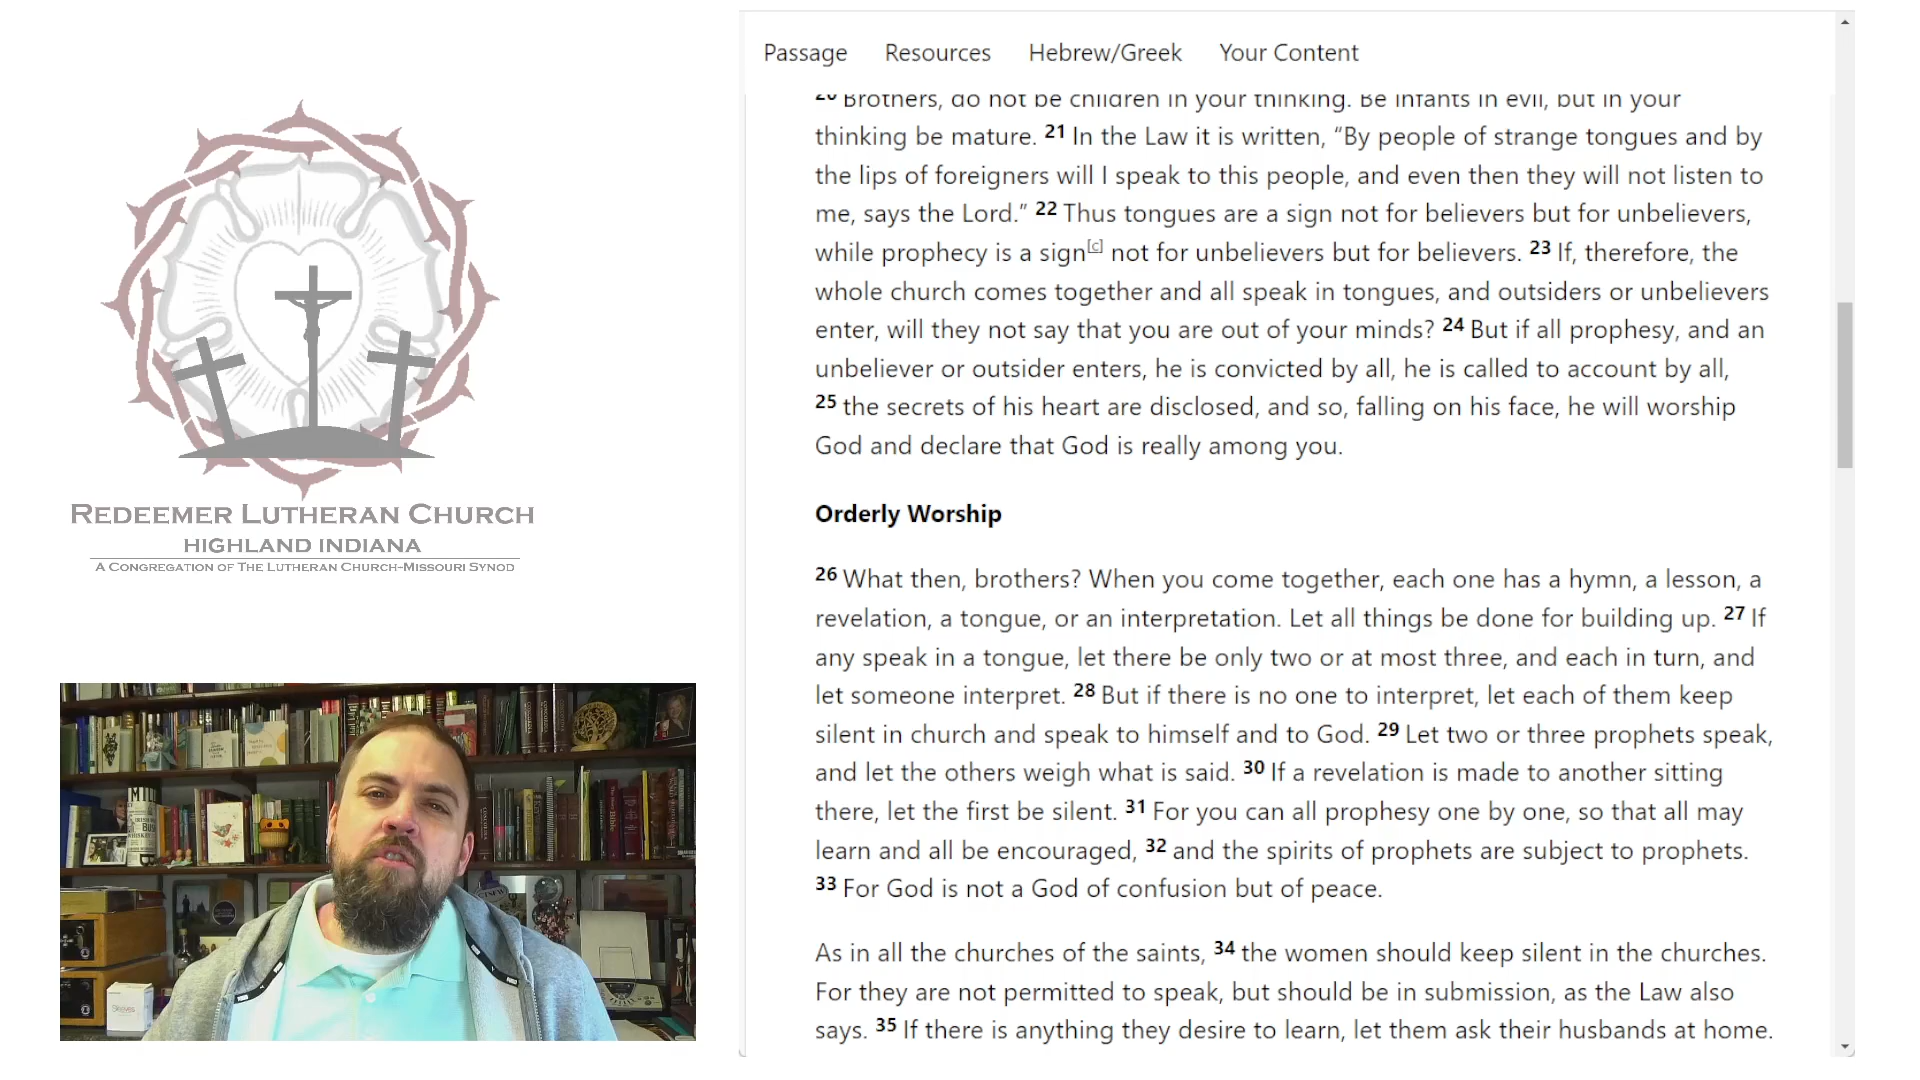 Passage Resources Hebrew/Greek Your Content
20 Brothers, do not be children in your thinking. Be infants in evil, but in your
thinking be mature. 21 In the Law it is written, “By people of strange tongues and by
the lips of foreigners will I speak to this people, and even then they will not listen to
me, says the Lord.” 22 Thus tongues are a sign not for believers but for unbelievers,
while prophecy is a sign[c] not for unbelievers but for believers. 23 If, therefore, the
whole church comes together and all speak in tongues, and outsiders or unbelievers
enter, will they not say that you are out of your minds? 24 But if all prophesy, and an
unbeliever or outsider enters, he is convicted by all, he is called to account by all,
25 the secrets of his heart are disclosed, and so, falling on his face, he will worship
God and declare that God is really among you.
Orderly Worship
26 What then, brothers? When you come together, each one has a hymn, a lesson, a
revelation, a tongue, or an interpretation. Let all things be done for building up. 27 If
any speak in a tongue, let there be only two or at most three, and each in turn, and
let someone interpret. 28 But if there is no one to interpret, let each of them keep
silent in church and speak to himself and to God. 29 Let two or three prophets speak,
and let the others weigh what is said. 30 If a revelation is made to another sitting
there, let the first be silent. 31 For you can all prophesy one by one, so that all may
learn and all be encouraged, 32 and the spirits of prophets are subject to prophets.
33 For God is not a God of confusion but of peace.
As in all the churches of the saints, 34 the women should keep silent in the churches.
For they are not permitted to speak, but should be in submission, as the Law also
says. 35 If there is anything they desire to learn, let them ask their husbands at home.
REDEEMER LUTHERAN CHURCH
HIGHLAND INDIANA
A CONGREGATION OF THE LUTHERAN CHURCH-MISSOURI SYNOD